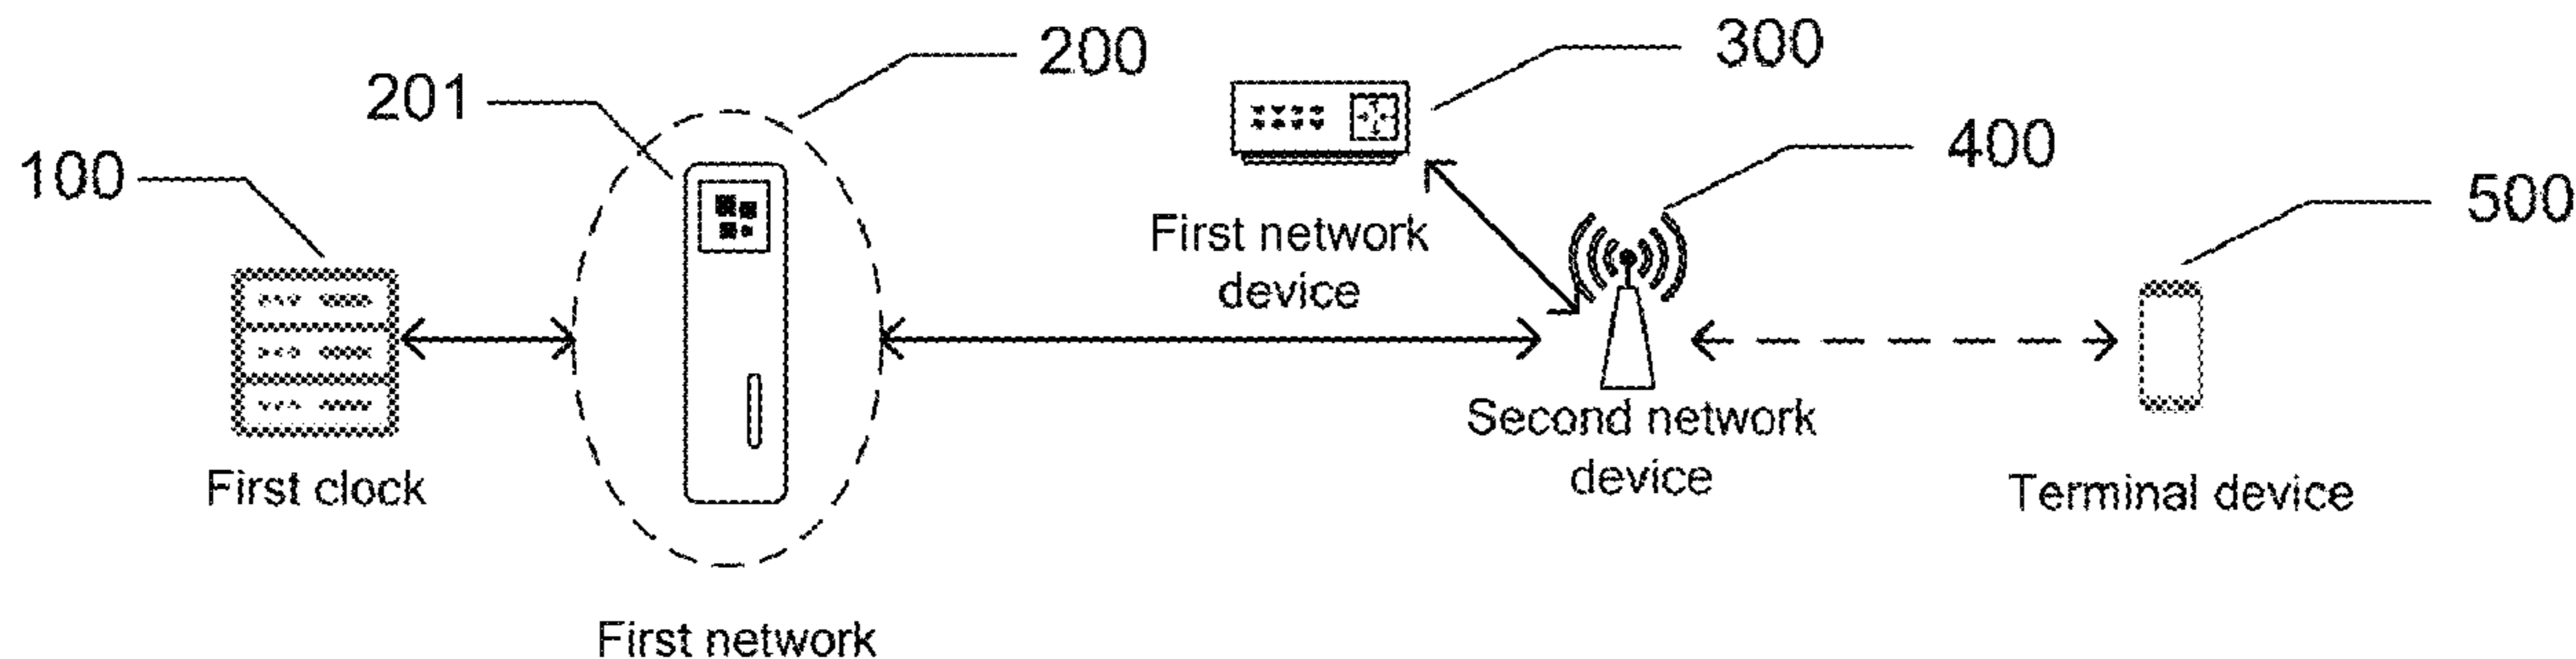 200
300
201
400
100
500
First network
device
Second network
device
First clock
Terminal device
First network